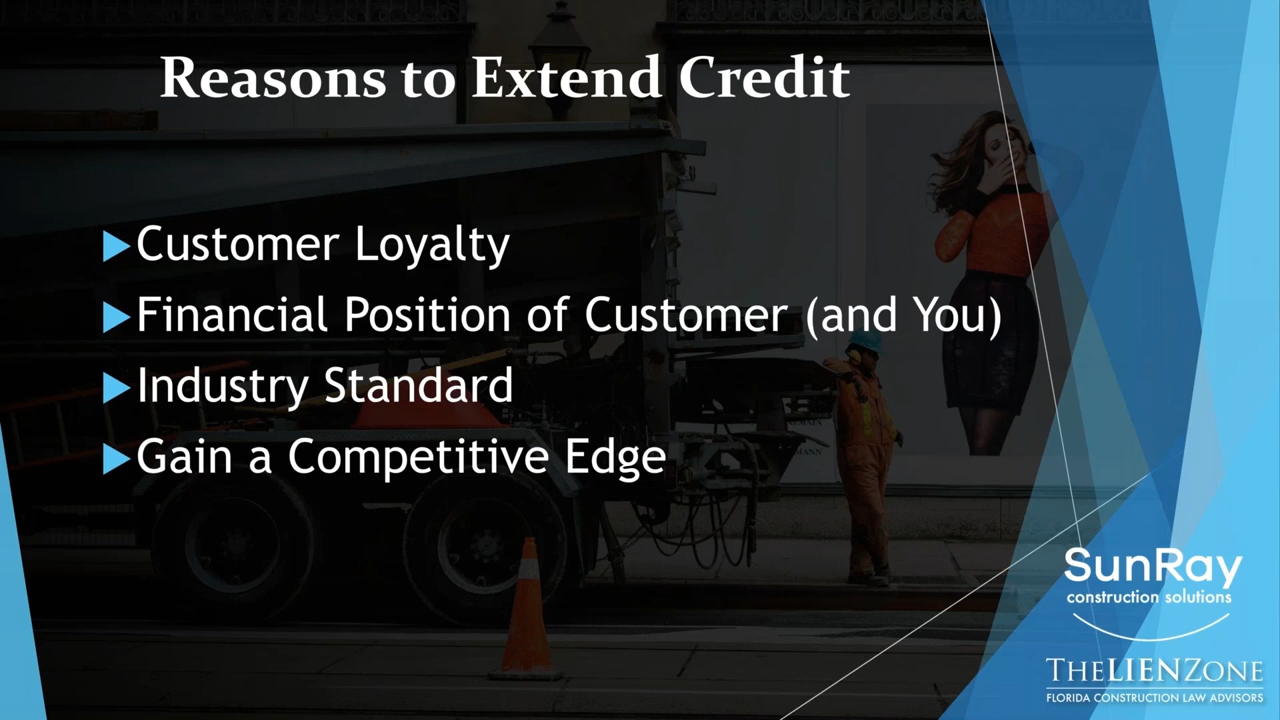 Reasons to Extend Credit
Customer Loyalty
Financial Position of Customer (and You)
Industry Standard
Gain a Competitive Edge
SunRay
construction solutions
THELIENZONE
FLORIDA CONSTRUCTION LAW ADVISORS